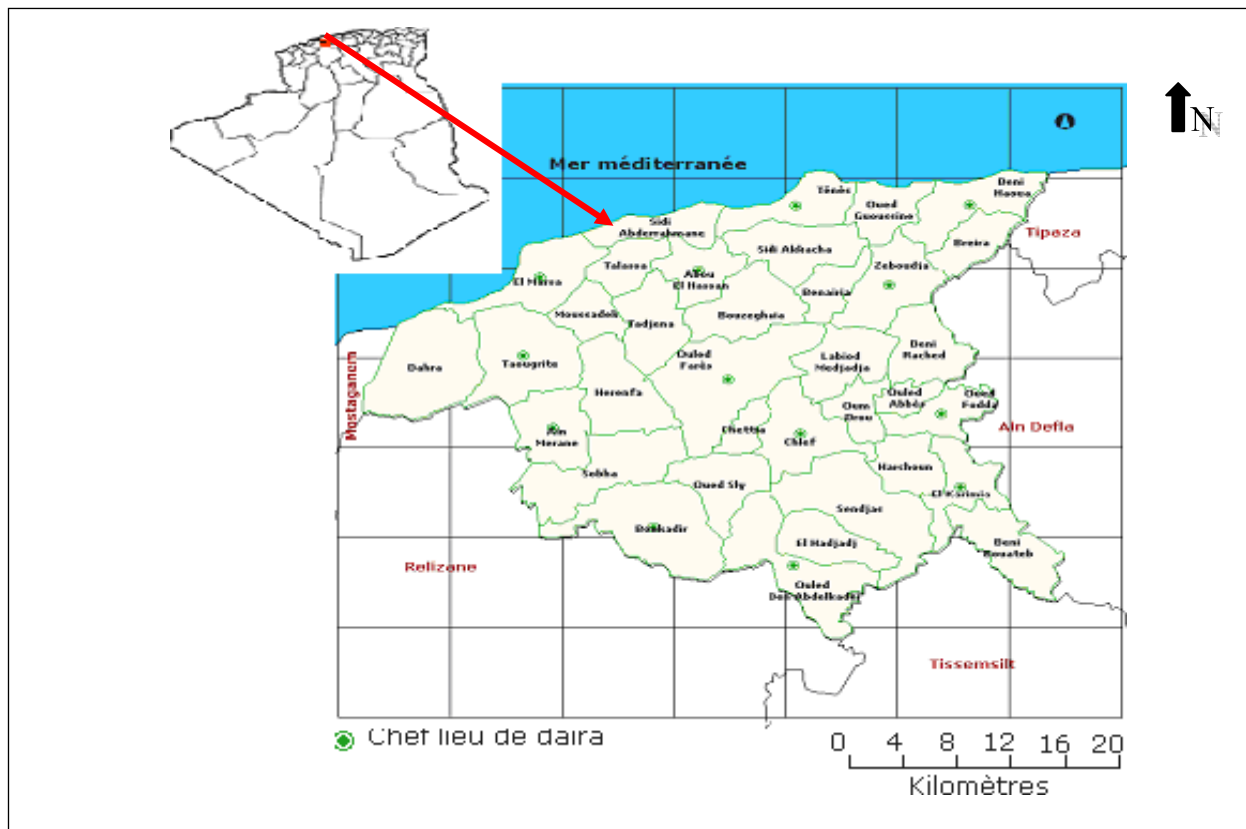 N
Mer méditerranée
Ténès
Beni
Haoua
Oued
Goussine
Sidi
Abderrahmane
Breira
Tipaza
Sidi Akkacha
Talassa
Zeboudja
Abou
El Hassan
El Marsa
Benairia
Moussadek
Bouzeghaia
Tadjena
Beni
Rached
Ouled
Farès
Labiod
Medjadja
Mostaganem
Dahra
Taougrite
Herenfa
Ouled
Abbès
Oued
Fodda
Oum
Drou
Ain
Merane
Chettia
Chlef
Ain Defla
Sobha
Harchoun
Oued Sly
El Karimia
Sendjas
Boukadir
El Hadjadj
Beni
Bouateb
Relizane
Ouled
Ben Abdelkader
Tissemsilt
Chef lieu de daira
0 4 8 12 16 20
Kilomètres